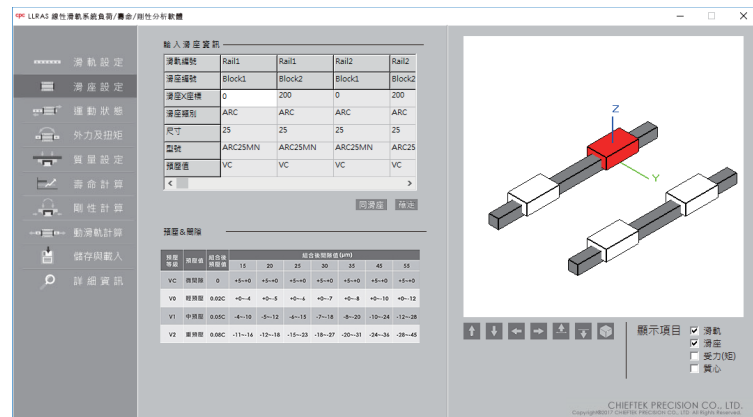 cpc LLRAS 線性滑軌系統負荷/壽命/剛性分析軟體
滑軌設定
滑座設定
運動狀態
外力及扭矩
質量設定
壽命計算
剛性計算
動滑軌計算
儲存與載入
詳細資訊
輸入滑座資訊
滑軌編號 Rail1 Rail1 Rail2 Rail2
滑座編號 Block1 Block2 Block1 Block2
滑座X座標 0 200 0 200
滑座類別 ARC ARC ARC ARC
尺寸 25 25 25 25
型號 ARC25MN ARC25MN ARC25MN ARC25
預壓值 VC VC VC VC
同滑座 確定
預壓&間隙
預壓等級 預壓值 組合後預壓值 組合後間隙值(μm)
15 20 25 30 35 45 55
VC 微間隙 0 +5~+0 +5~+0 +5~+0 +5~+0 +5~+0 +5~+0 +5~+0
V0 輕預壓 0.02C +0~-4 +0~-5 +0~-6 +0~-7 +0~-8 +0~-10 +0~-12
V1 中預壓 0.05C -4~-10 -5~-12 -6~-15 -7~-18 -8~-20 -10~-24 -12~-28
V2 重預壓 0.08C -11~-16 -12~-18 -15~-23 -18~-27 -20~-31 -24~-36 -28~-45
Z
Y
顯示項目
滑軌
滑座
受力(矩)
質心
CHIEFTEK PRECISION CO., LTD.
Copyright©2017 CHIEFTEK PRECISION CO., LTD. All Rights Reserved.